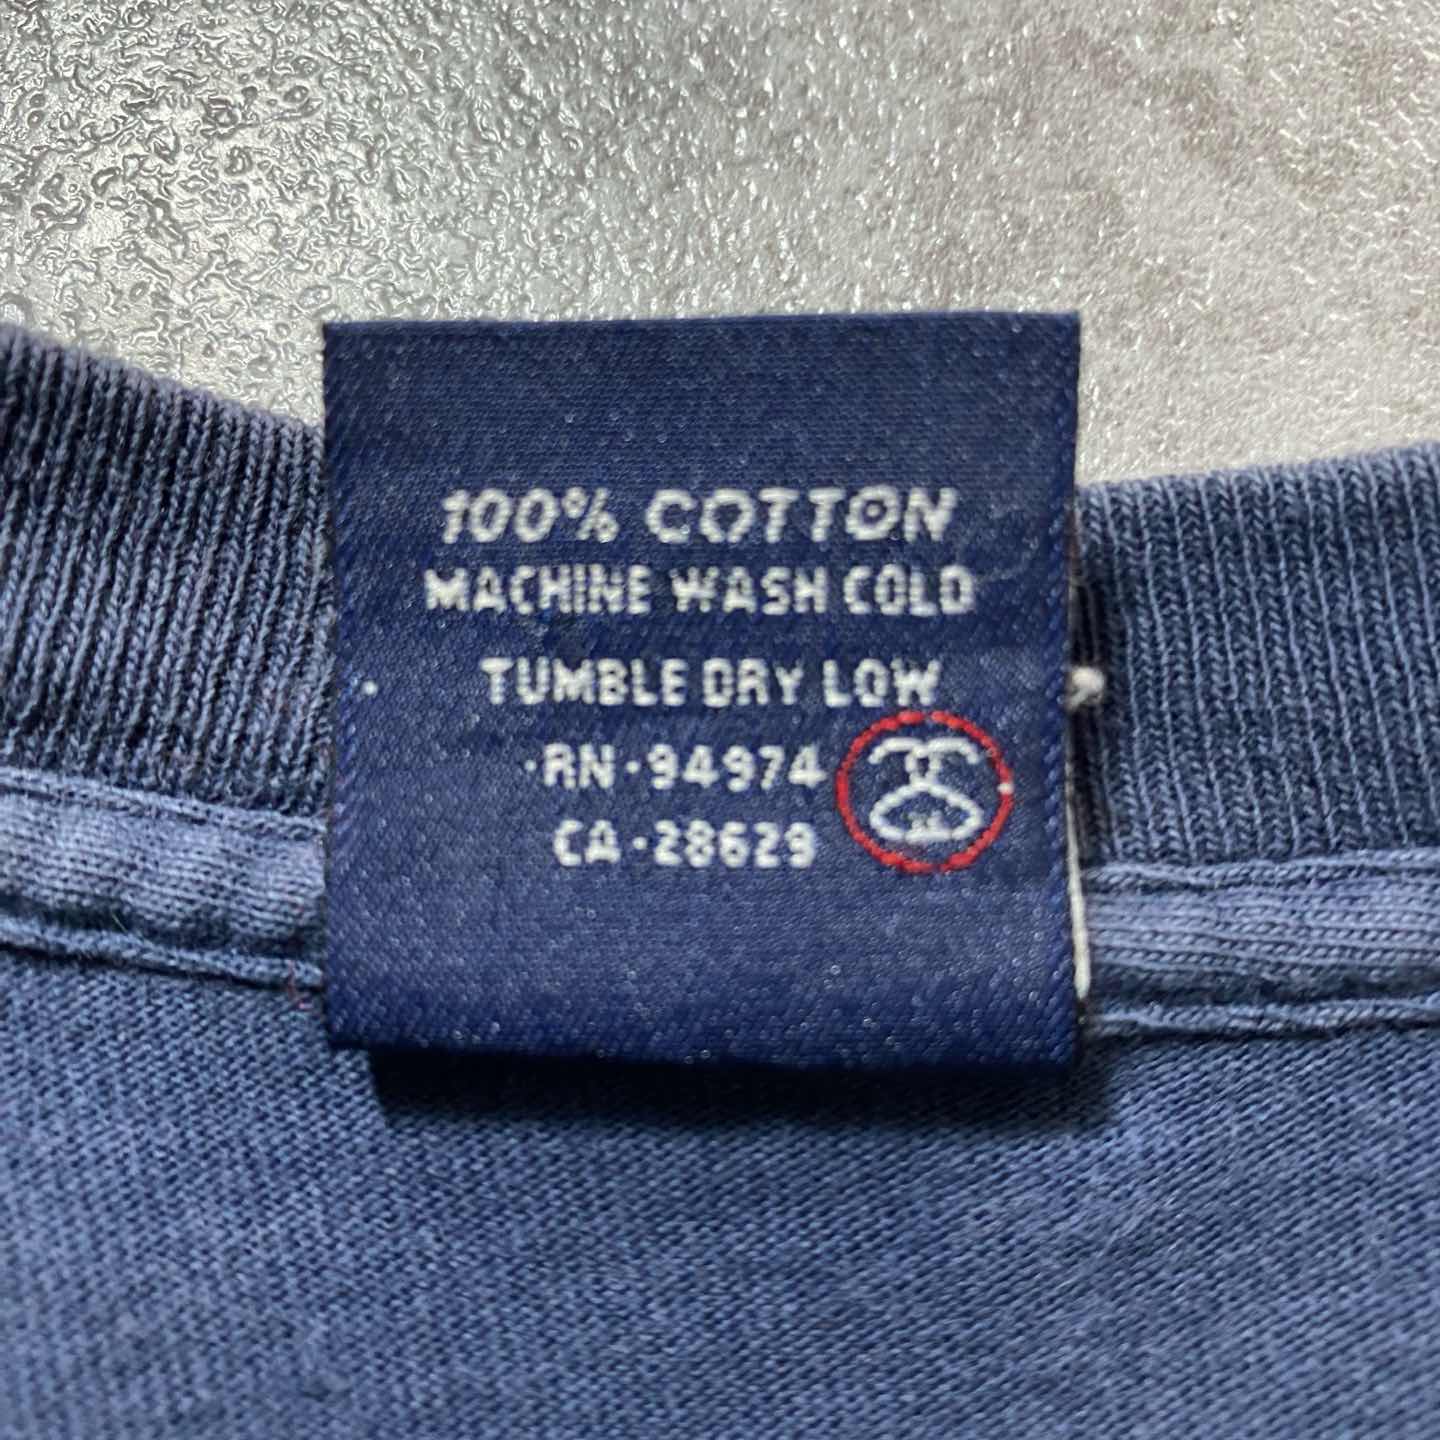 100% COTTON
MACHINE WASH COLD
TUMBLE DRY LOW
·RN·94974
CA·28629